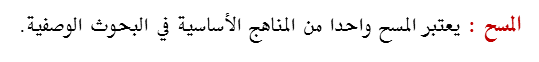 المسح : يعتبر المسح واحدا من المناهج الأساسية في البحوث الوصفية.